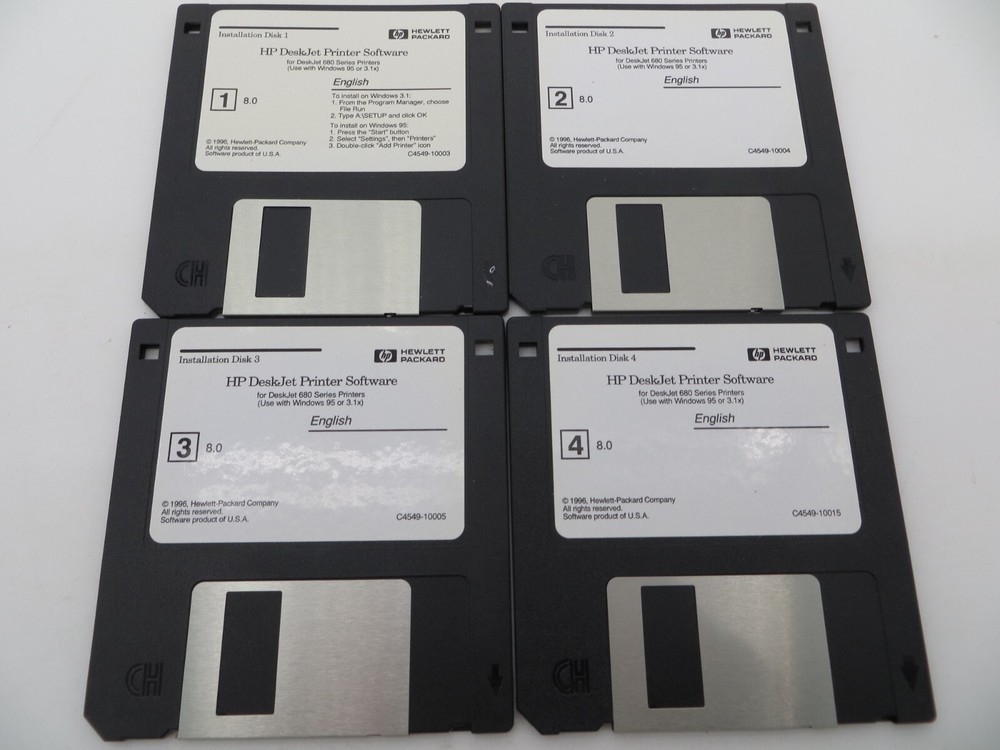 Installation Disk 1
hp HEWLETT
PACKARD
HP DeskJet Printer Software
for DeskJet 680 Series Printers
(Use with Windows 95 or 3.1x)
English
1 8.0
To install on Windows 3.1:
1. From the Program Manager, choose
File Run
2. Type A:\SETUP and click OK
To install on Windows 95:
1. Press the "Start" button
2. Select "Settings", then "Printers"
3. Double-click "Add Printer" icon
© 1996, Hewlett-Packard Company
All rights reserved.
Software product of U.S.A.
C4549-10003
CH
Installation Disk 2
hp HEWLETT
PACKARD
HP DeskJet Printer Software
for DeskJet 680 Series Printers
(Use with Windows 95 or 3.1x)
English
2 8.0
© 1996, Hewlett-Packard Company
All rights reserved.
Software product of U.S.A.
C4549-10004
CH
Installation Disk 3
hp HEWLETT
PACKARD
HP DeskJet Printer Software
for DeskJet 680 Series Printers
(Use with Windows 95 or 3.1x)
English
3 8.0
© 1996, Hewlett-Packard Company
All rights reserved.
Software product of U.S.A.
C4549-10005
CH
Installation Disk 4
hp HEWLETT
PACKARD
HP DeskJet Printer Software
for DeskJet 680 Series Printers
(Use with Windows 95 or 3.1x)
English
4 8.0
© 1996, Hewlett-Packard Company
All rights reserved.
Software product of U.S.A.
C4549-10015
CH